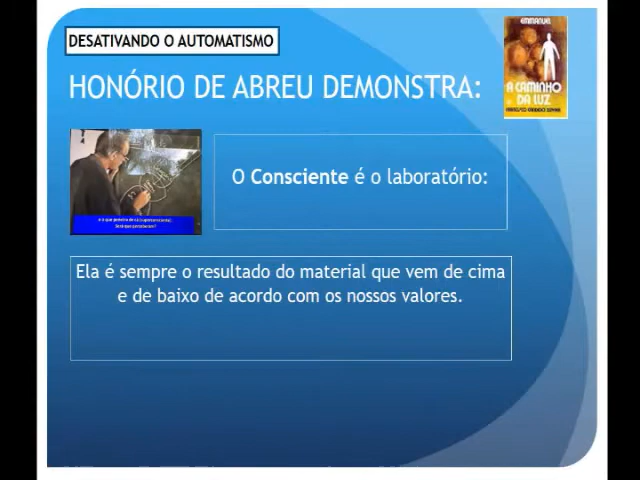 DESATIVANDO O AUTOMATISMO
EMMANUEL
HONÓRIO DE ABREU DEMONSTRA:
A CAMINHO
DA LUZ
O Consciente é o laboratório:
Ela é sempre o resultado do material que vem de cima
e de baixo de acordo com os nossos valores.